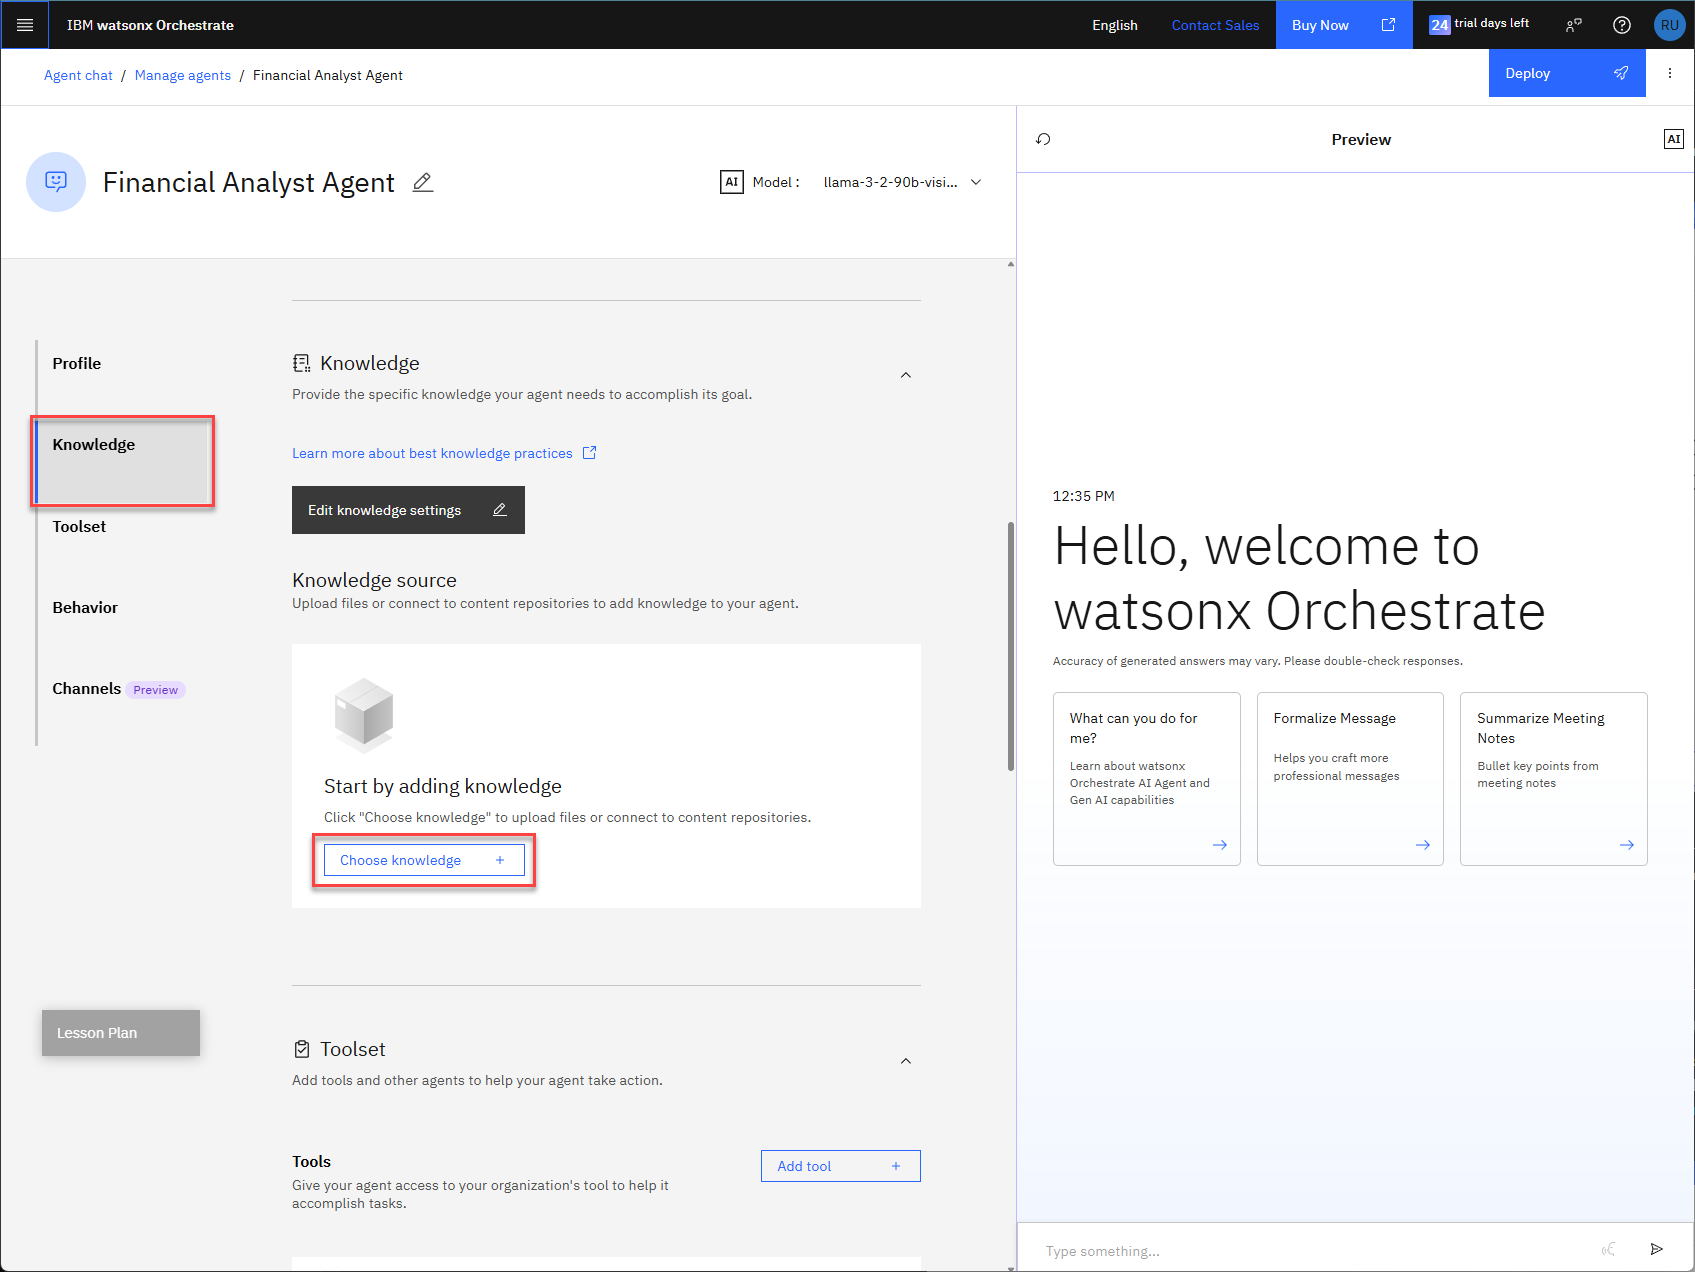 IBM watsonx Orchestrate
English
Contact Sales
Buy Now
24 trial days left
RU
Agent chat / Manage agents / Financial Analyst Agent
Deploy
Financial Analyst Agent
AI Model : llama-3-2-90b-visi...
Preview
AI
Profile
Knowledge
Toolset
Behavior
Channels Preview
Lesson Plan
Knowledge
Provide the specific knowledge your agent needs to accomplish its goal.
Learn more about best knowledge practices
Edit knowledge settings
Knowledge source
Upload files or connect to content repositories to add knowledge to your agent.
Start by adding knowledge
Click "Choose knowledge" to upload files or connect to content repositories.
Choose knowledge +
Toolset
Add tools and other agents to help your agent take action.
Tools
Give your agent access to your organization's tool to help it
accomplish tasks.
Add tool +
12:35 PM
Hello, welcome to
watsonx Orchestrate
Accuracy of generated answers may vary. Please double-check responses.
What can you do for
me?
Learn about watsonx
Orchestrate AI Agent and
Gen AI capabilities
Formalize Message
Helps you craft more
professional messages
Summarize Meeting
Notes
Bullet key points from
meeting notes
Type something...